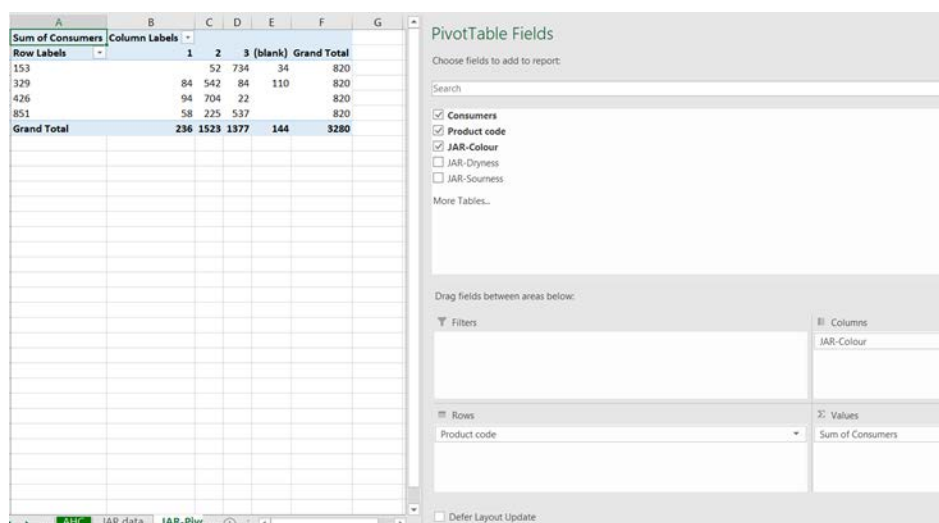 A B C D E F G
Sum of Consumers Column Labels
Row Labels 1 2 3 (blank) Grand Total
153 52 734 34 820
329 84 542 84 110 820
426 94 704 22 820
851 58 225 537 820
Grand Total 236 1523 1377 144 3280
AHC JAR data JAR-Piv
PivotTable Fields
Choose fields to add to report:
Search
Consumers
Product code
JAR-Colour
JAR-Dryness
JAR-Sourness
More Tables...
Drag fields between areas below:
Filters
Columns
JAR-Colour
Rows
Values
Product code
Sum of Consumers
Defer Layout Update